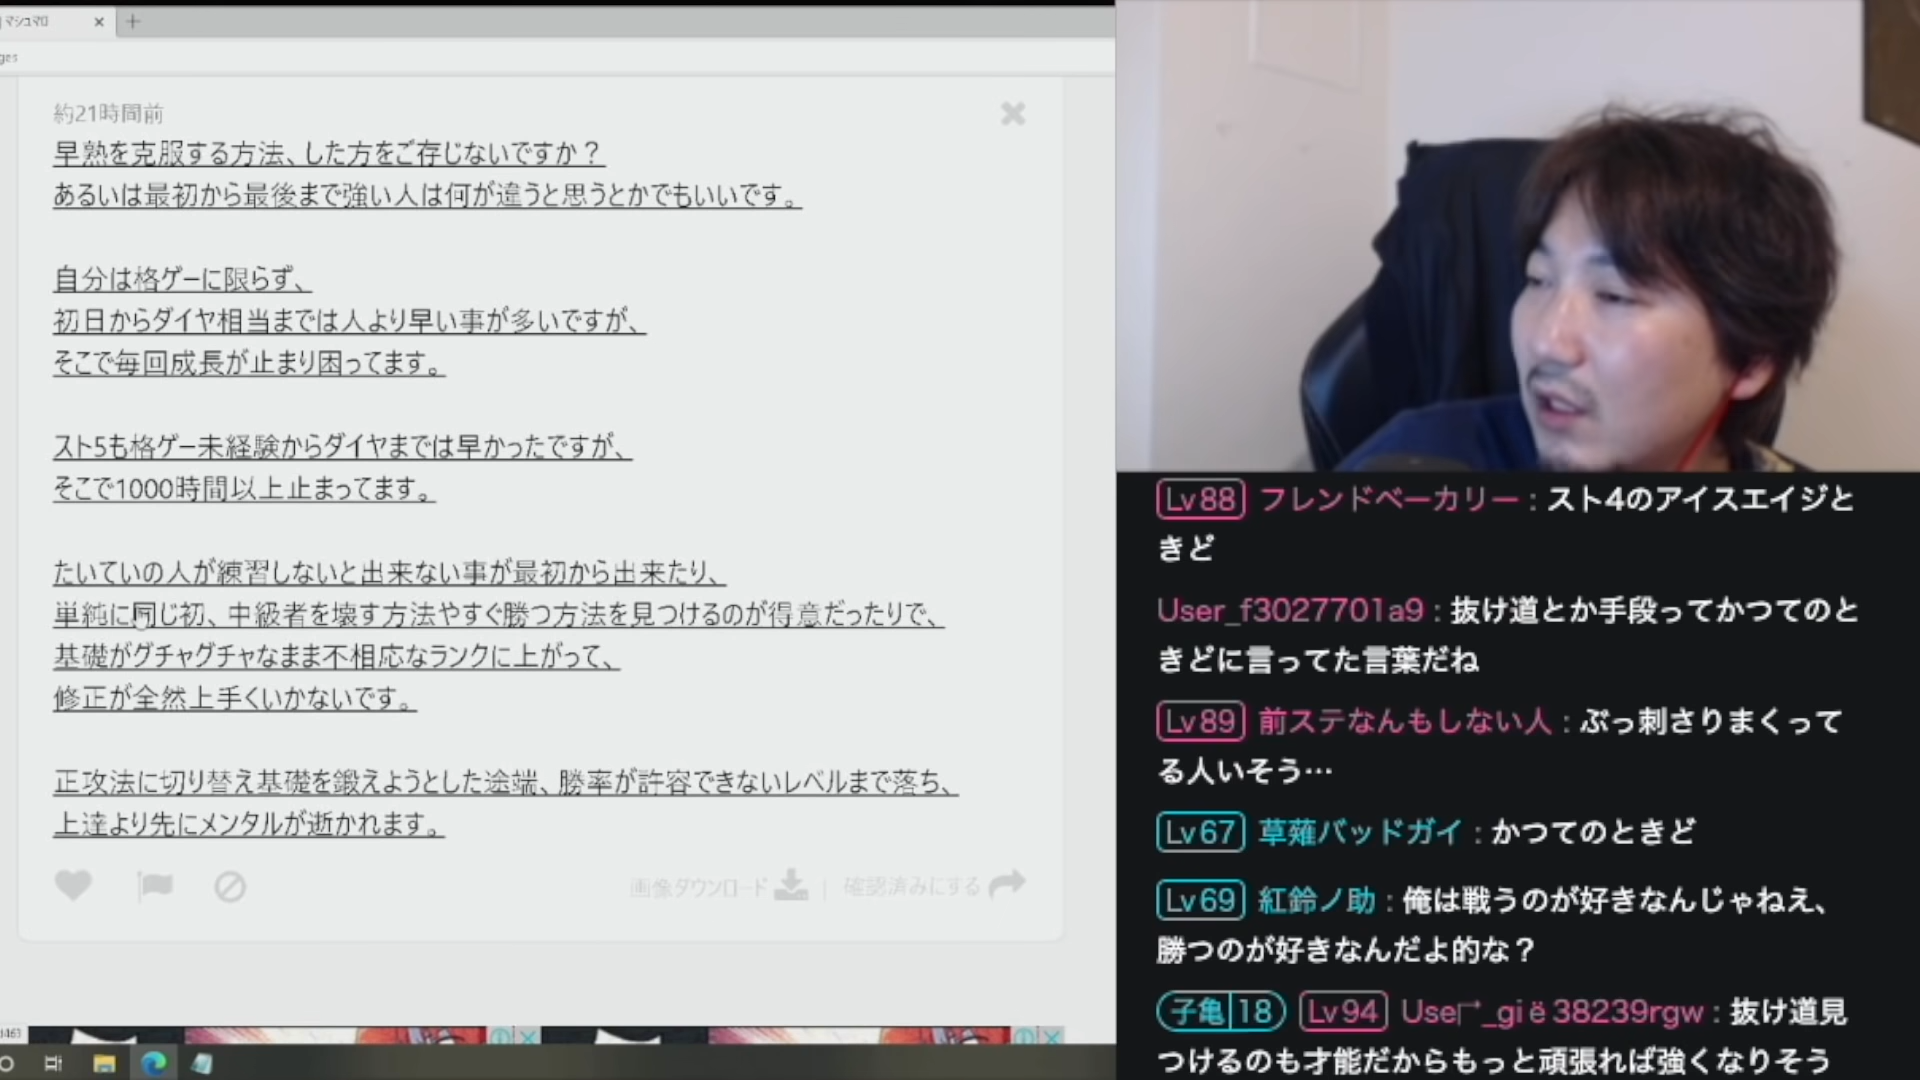 マシュマロ
ges
約21時間前
早熟を克服する方法、した方をご存じないですか？
あるいは最初から最後まで強い人は何が違うと思うとかでもいいです。
自分は格ゲーに限らず、
初日からダイヤ相当までは人より早い事が多いですが、
そこで毎回成長が止まり困ってます。
スト5も格ゲー未経験からダイヤまでは早かったですが、
そこで1000時間以上止まってます。
たいていの人が練習しないと出来ない事が最初から出来たり、
単純に同じ初、中級者を壊す方法やすぐ勝つ方法を見つけるのが得意だったりで、
基礎がグチャグチャなまま不相応なランクに上がって、
修正が全然上手くいかないです。
正攻法に切り替え基礎を鍛えようとした途端、勝率が許容できないレベルまで落ち、
上達より先にメンタルが逝かれます。
画像ダウンロード | 確認済みにする
Lv88 フレンドベーカリー : スト4のアイスエイジと
きど
User_f3027701a9 : 抜け道とか手段ってかつてのと
きどに言ってた言葉だね
Lv89 前ステなんもしない人 : ぶっ刺さりまくって
る人いそう…
Lv67 草薙バッドガイ : かつてのときど
Lv69 紅鈴ノ助 : 俺は戦うのが好きなんじゃねえ、
勝つのが好きなんだよ的な？
子亀 18 Lv94 : 抜け道見
つけるのも才能だからもっと頑張れば強くなりそう